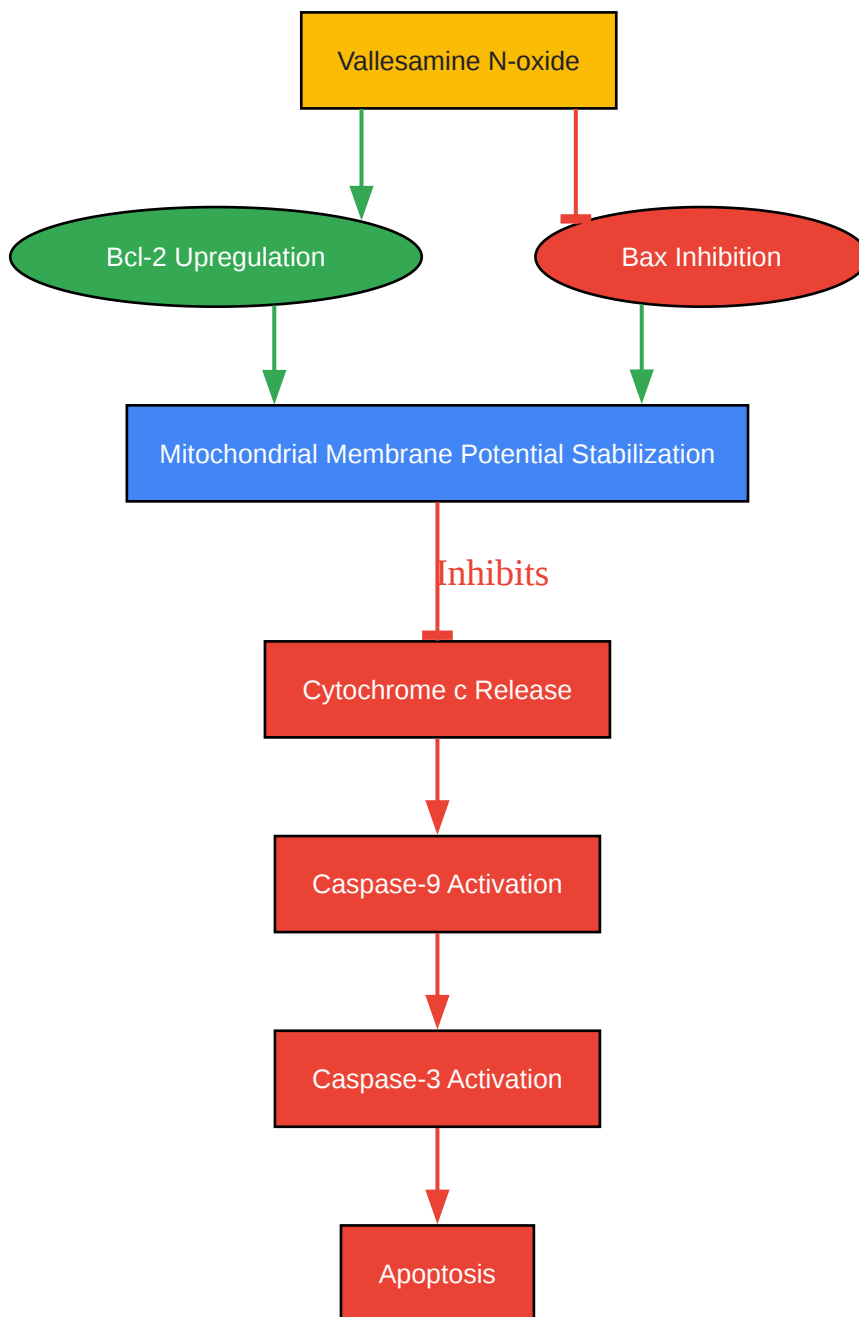 Vallesamine N-oxide
Bcl-2 Upregulation
Bax Inhibition
Mitochondrial Membrane Potential Stabilization
Inhibits
Cytochrome c Release
Caspase-9 Activation
Caspase-3 Activation
Apoptosis